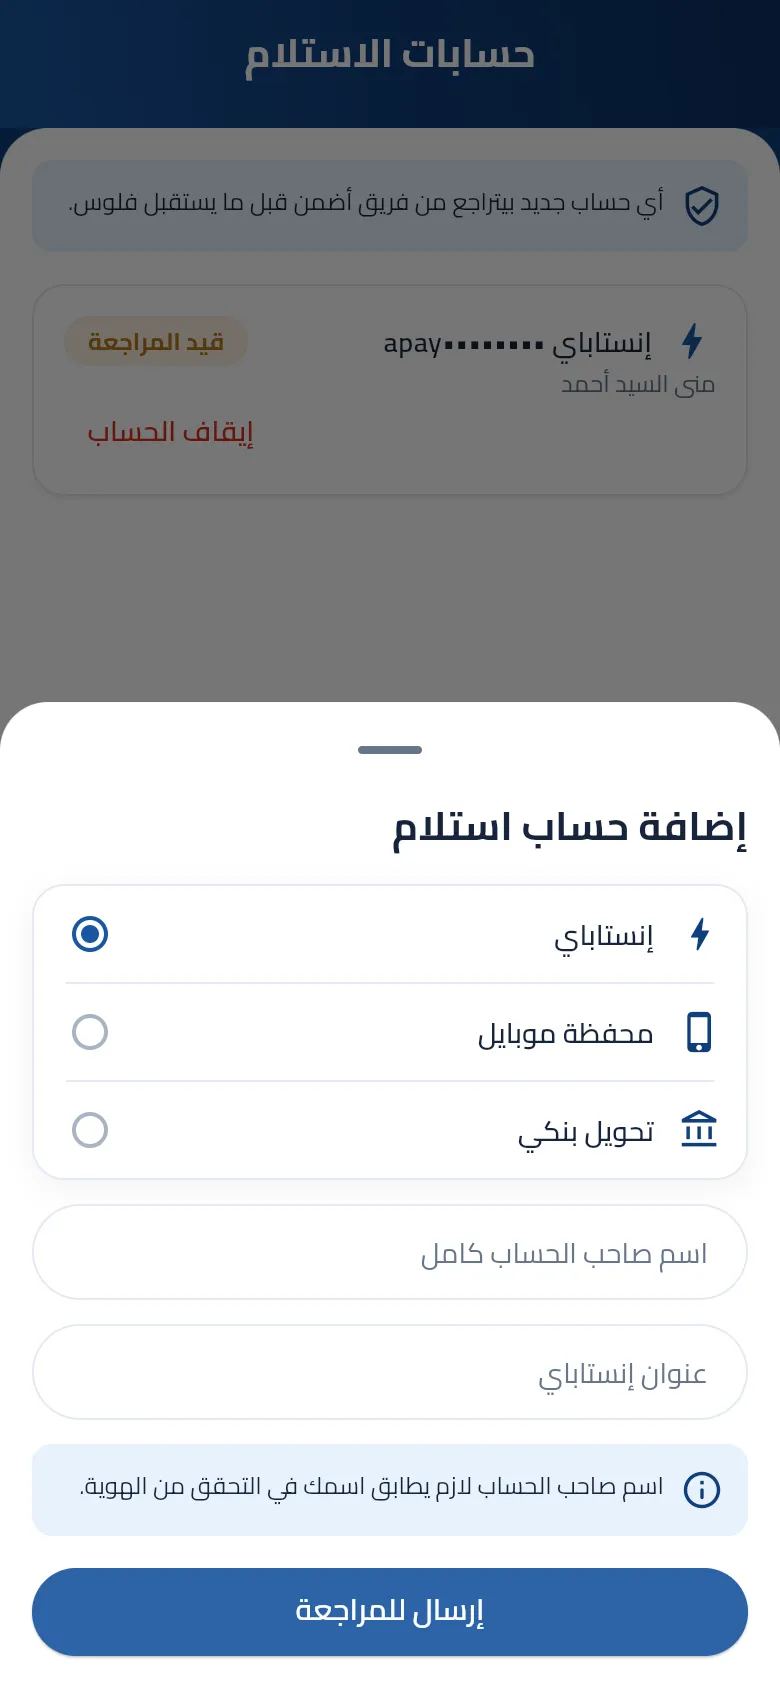 حسابات الاستلام
أي حساب جديد بيتراجع من فريق أضمن قبل ما يستقبل فلوس.
إنستاباي ▪▪▪▪▪▪▪▪apay
قيد المراجعة
منى السيد أحمد
إيقاف الحساب
إضافة حساب استلام
إنستاباي
محفظة موبايل
تحويل بنكي
اسم صاحب الحساب كامل
عنوان إنستاباي
اسم صاحب الحساب لازم يطابق اسمك في التحقق من الهوية.
إرسال للمراجعة